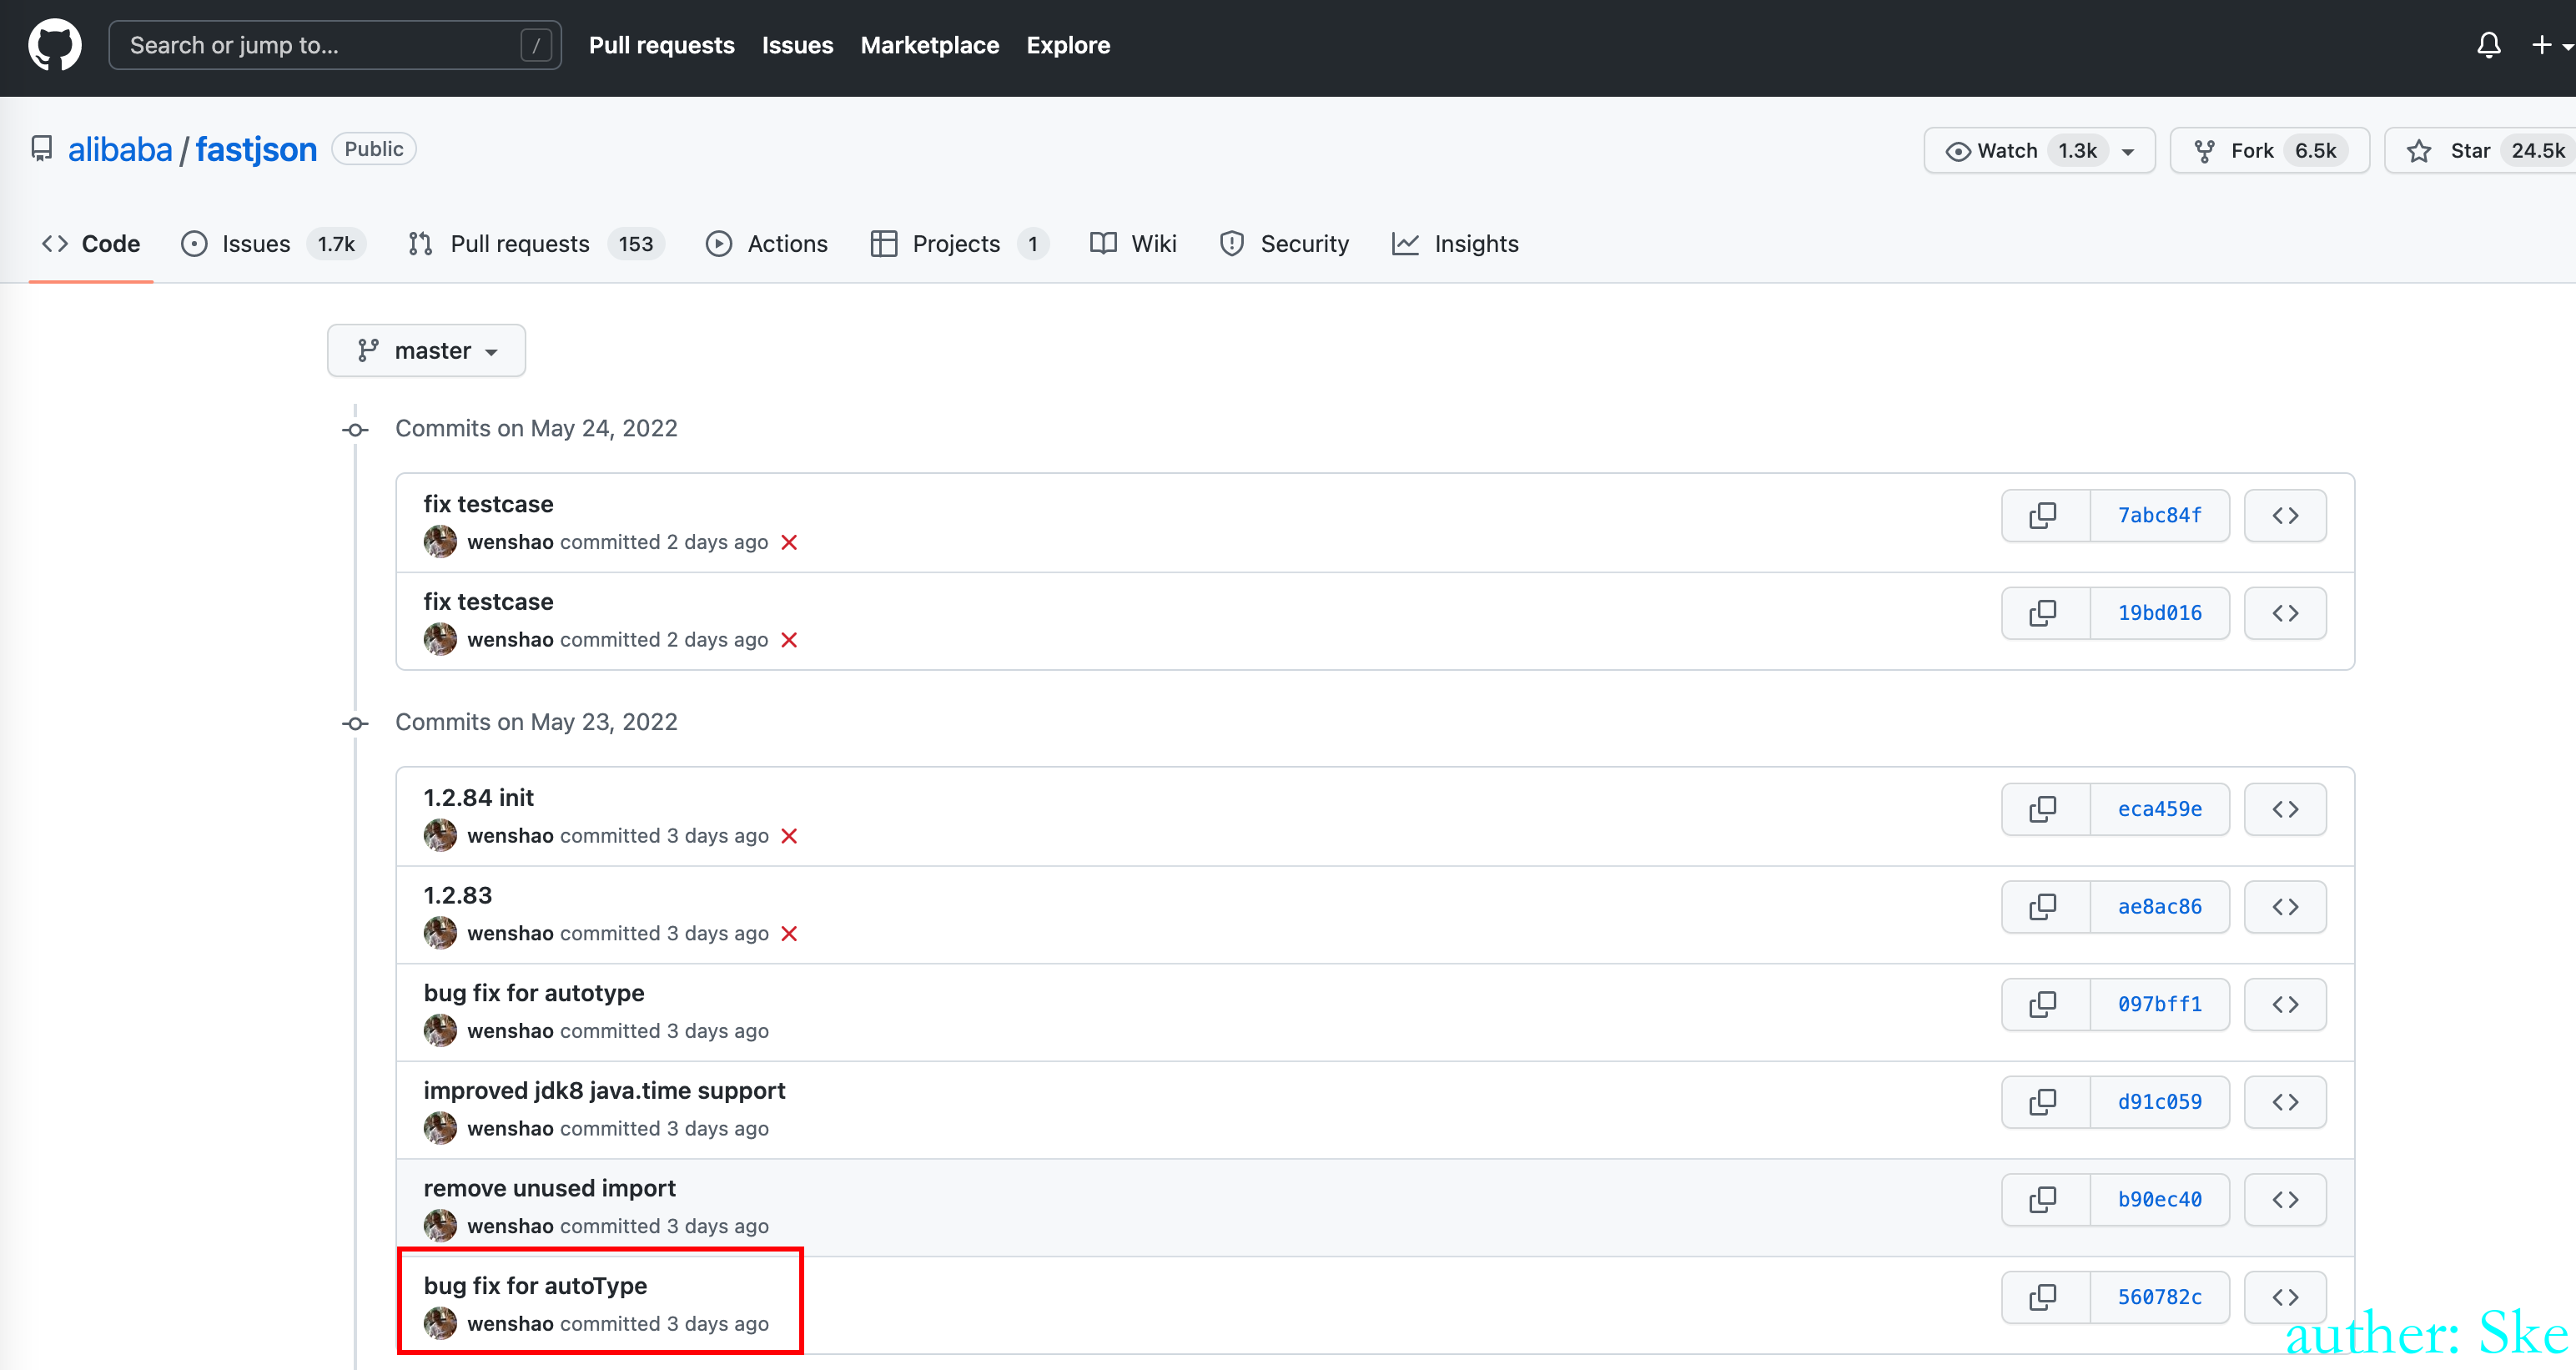 Search or jump to... / Pull requests Issues Marketplace Explore
alibaba / fastjson Public Watch 1.3k Fork 6.5k Star 24.5k
Code Issues 1.7k Pull requests 153 Actions Projects 1 Wiki Security Insights
master
Commits on May 24, 2022
fix testcase 7abc84f
wenshao committed 2 days ago
fix testcase 19bd016
wenshao committed 2 days ago
Commits on May 23, 2022
1.2.84 init eca459e
wenshao committed 3 days ago
1.2.83 ae8ac86
wenshao committed 3 days ago
bug fix for autotype 097bff1
wenshao committed 3 days ago
improved jdk8 java.time support d91c059
wenshao committed 3 days ago
remove unused import b90ec40
wenshao committed 3 days ago
bug fix for autoType 560782c
wenshao committed 3 days ago
auther: Ske